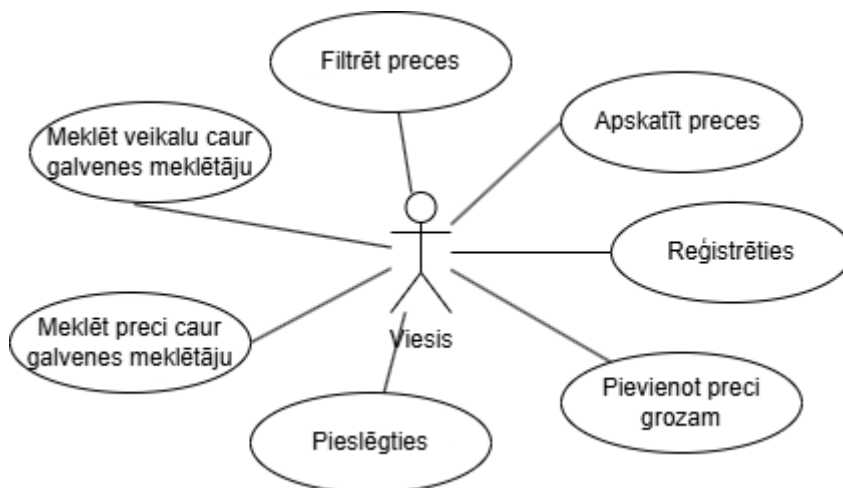 Filtrēt preces
Meklēt veikalu caur
galvenes meklētāju
Apskatīt preces
Reģistrēties
Meklēt preci caur
galvenes meklētāju
Viesis
Pievienot preci
grozam
Pieslēgties